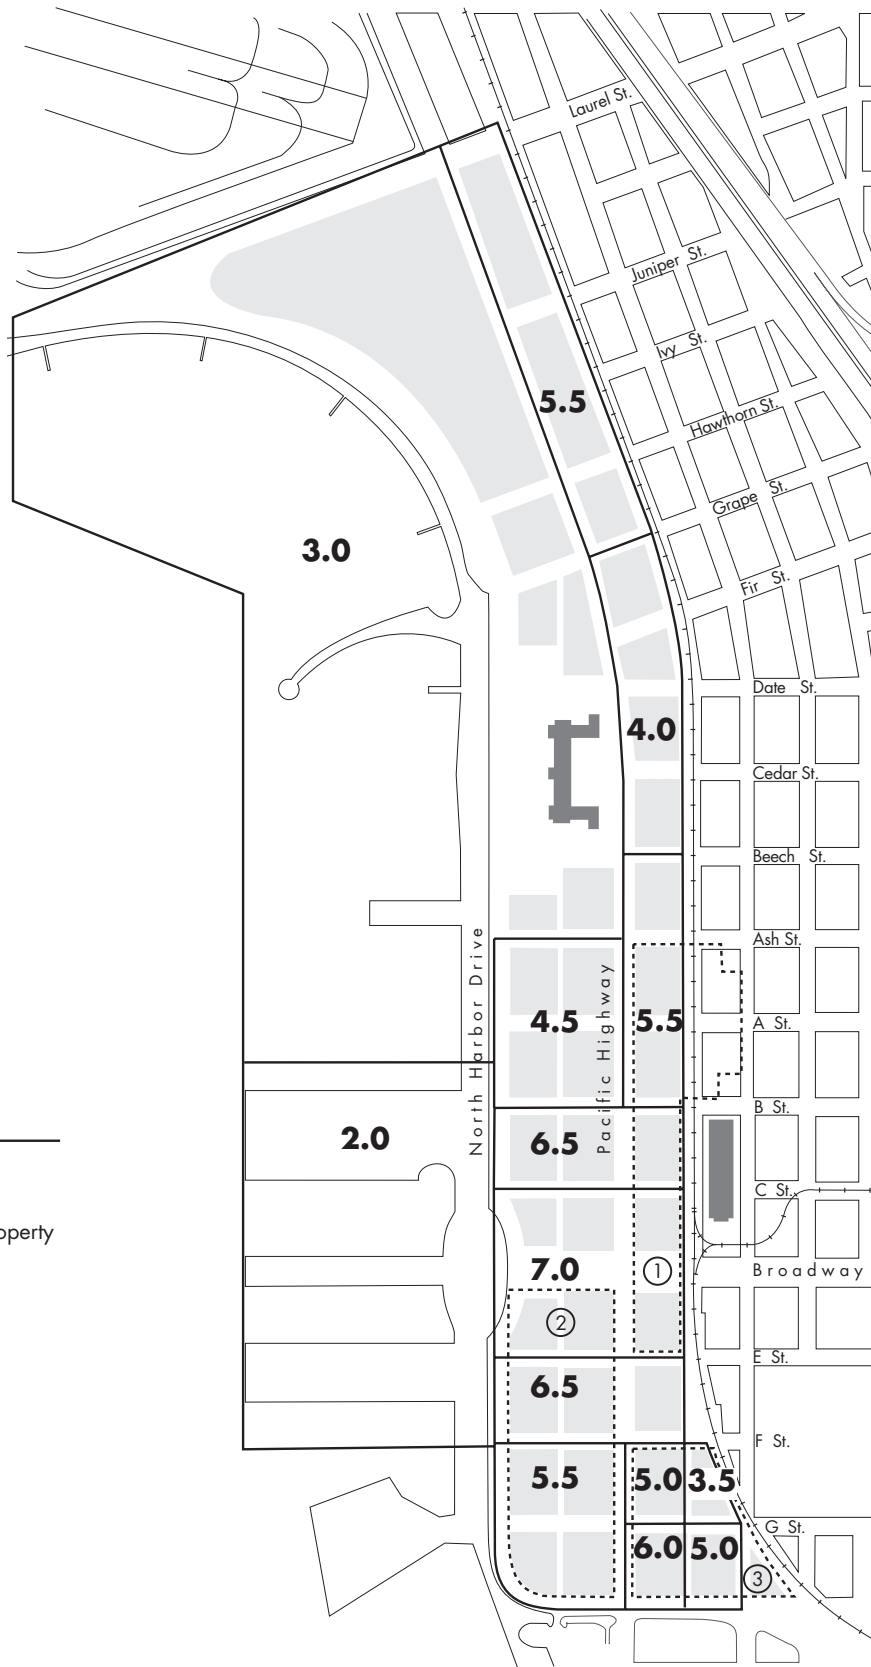 Laurel St.
Juniper St.
Ivy St.
5.5
Hawthorn St.
Grape St.
3.0
Fir St.
Date St.
4.0
Cedar St.
Beech St.
Ash St.
North Harbor Drive
Pacific Highway
4.5
5.5
A St.
B St.
2.0
6.5
C St.
operty
7.0
1
Broadway
2
E St.
6.5
F St.
5.5
5.0
3.5
G St.
6.0
5.0
3